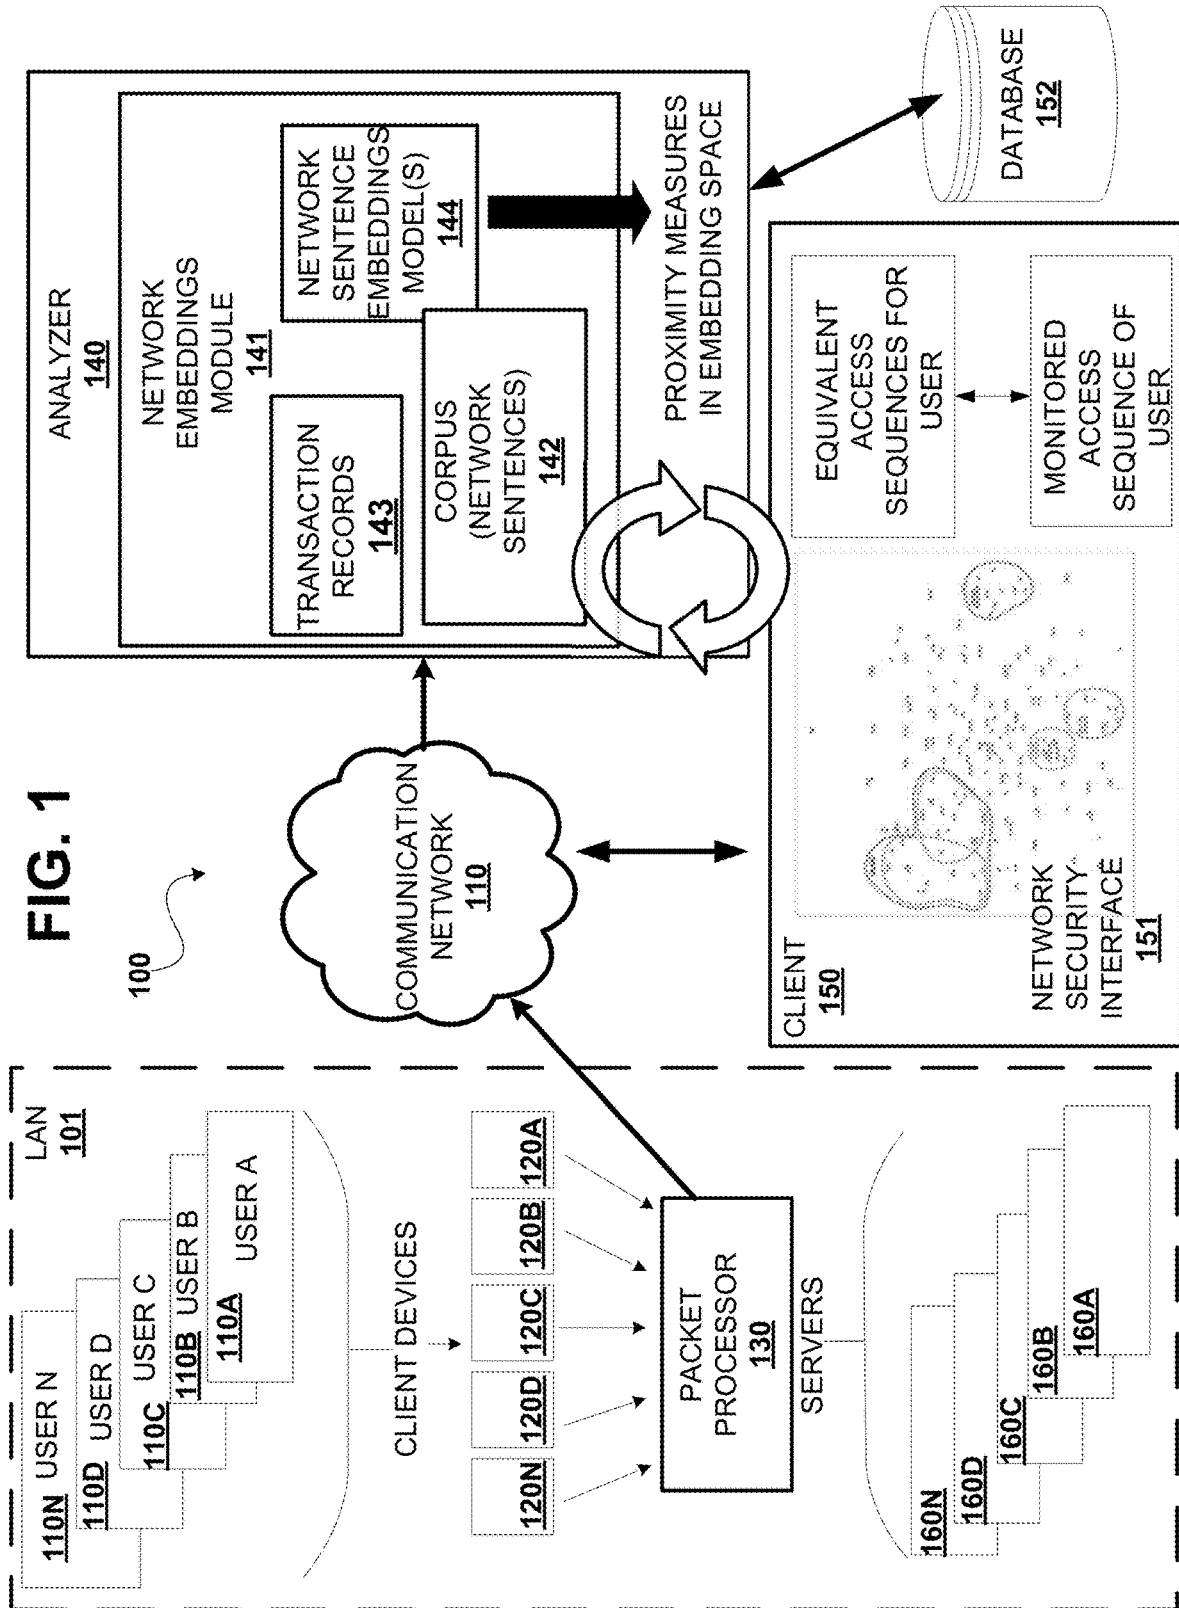 FIG. 1
100
LAN
101
110N USER N
110D USER D
110C USER C
110B USER B
110A USER A
CLIENT DEVICES
120N
120D
120C
120B
120A
PACKET
PROCESSOR
130
SERVERS
160N
160D
160C
160B
160A
COMMUNICATION
NETWORK
110
ANALYZER
140
NETWORK
EMBEDDINGS
MODULE
141
TRANSACTION
RECORDS
143
CORPUS
(NETWORK
SENTENCES)
142
NETWORK
SENTENCE
EMBEDDINGS
MODEL(S)
144
PROXIMITY MEASURES
IN EMBEDDING SPACE
CLIENT
150
NETWORK
SECURITY
INTERFACE
151
EQUIVALENT
ACCESS
SEQUENCES FOR
USER
MONITORED
ACCESS
SEQUENCE OF
USER
DATABASE
152